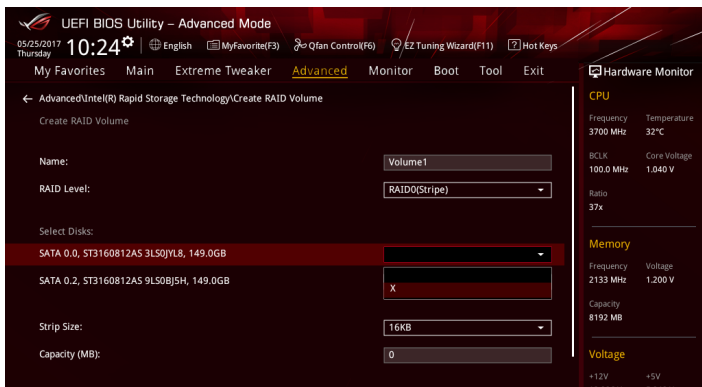 UEFI BIOS Utility – Advanced Mode
05/25/2017 Thursday 10:24 English MyFavorite(F3) Qfan Control(F6) EZ Tuning Wizard(F11) ? Hot Keys
My Favorites Main Extreme Tweaker Advanced Monitor Boot Tool Exit
← Advanced\Intel(R) Rapid Storage Technology\Create RAID Volume
Create RAID Volume
Name: Volume1
RAID Level: RAID0(Stripe)
Select Disks:
SATA 0.0, ST3160812AS 3LS0JYL8, 149.0GB
SATA 0.2, ST3160812AS 9LSOBJ5H, 149.0GB
X
Strip Size: 16KB
Capacity (MB): 0
Hardware Monitor
CPU
Frequency Temperature
3700 MHz 32°C
BCLK Core Voltage
100.0 MHz 1.040 V
Ratio
37x
Memory
Frequency Voltage
2133 MHz 1.200 V
Capacity
8192 MB
Voltage
+12V +5V